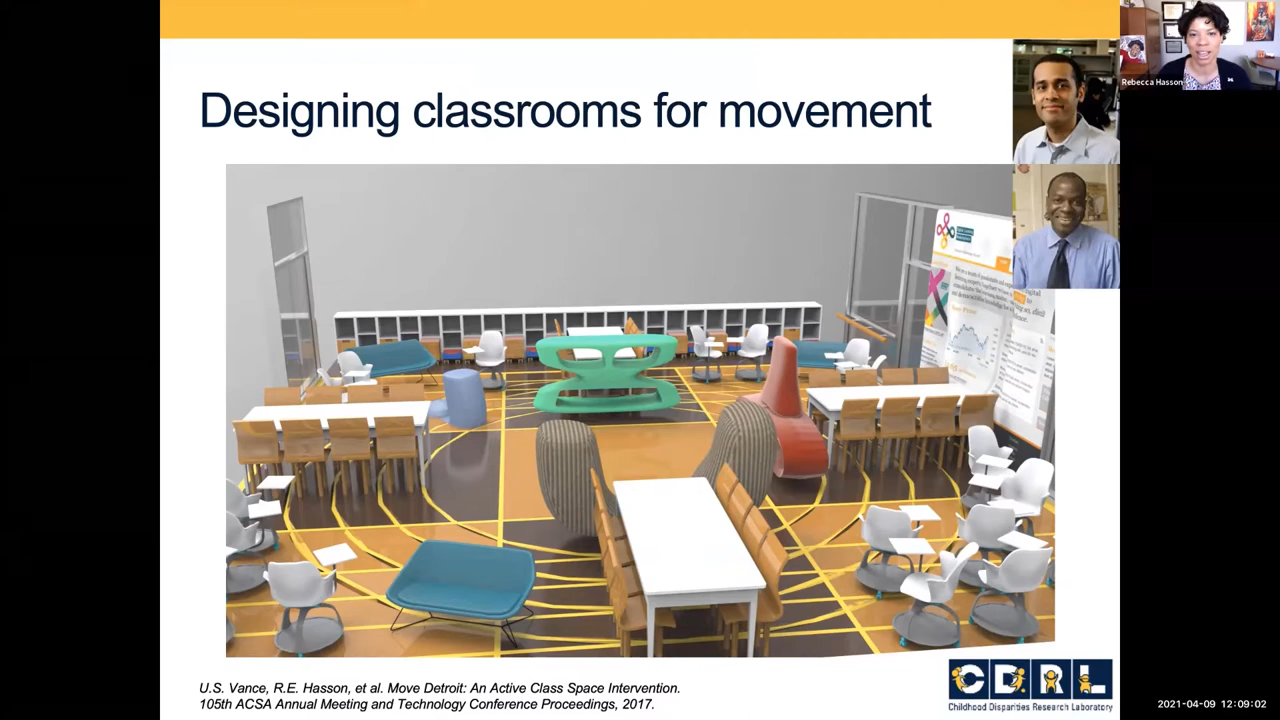 Designing classrooms for movement
Rebecca Hasson
U.S. Vance, R.E. Hasson, et al. Move Detroit: An Active Class Space Intervention.
105th ACSA Annual Meeting and Technology Conference Proceedings, 2017.
CDRL
Childhood Disparities Research Laboratory
2021-04-09 12:09:02